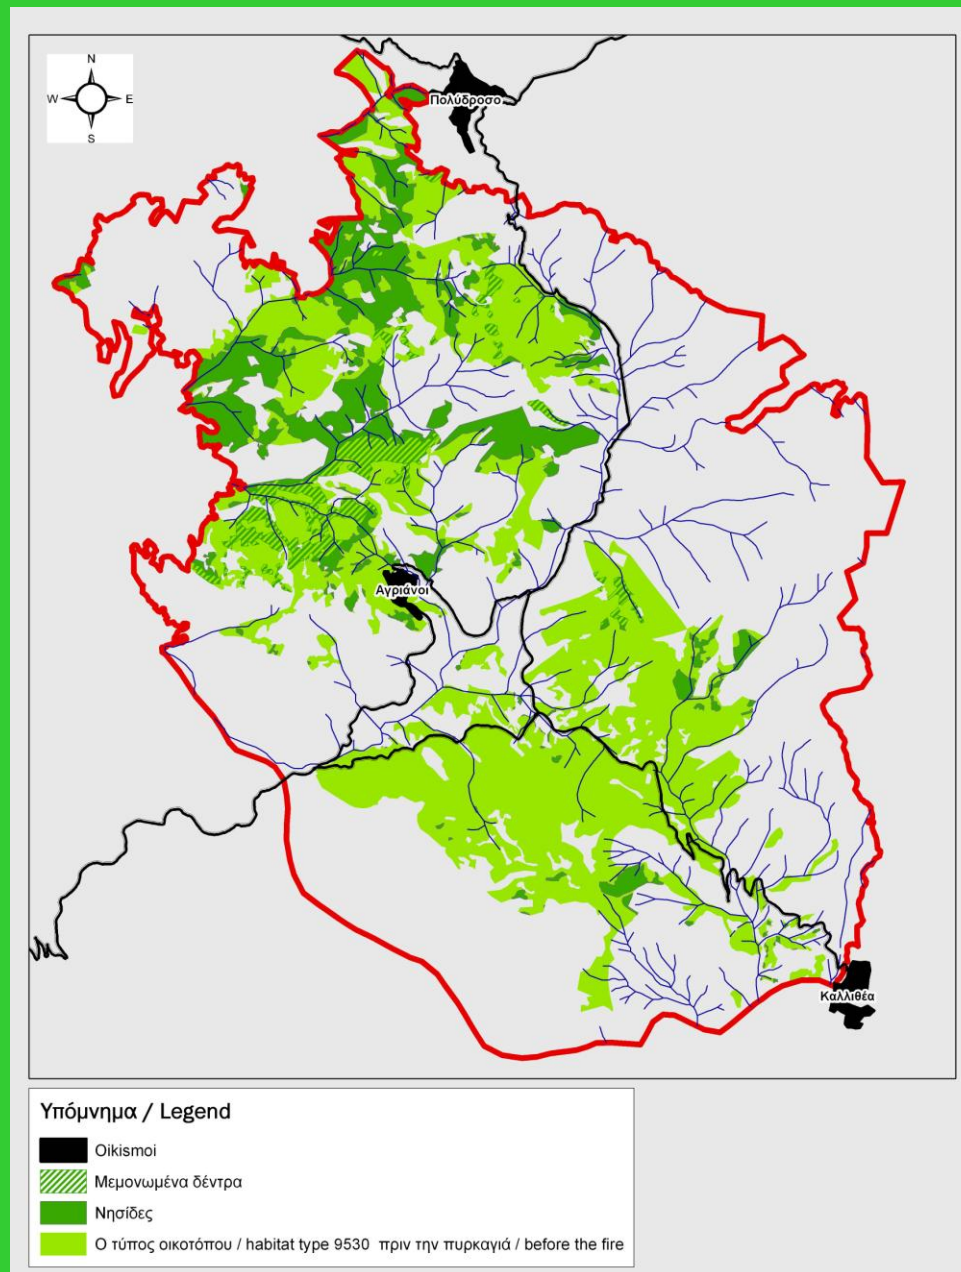 N
W E
S
Πολύδροσο
Αγριάνοι
Καλλιθέα
Υπόμνημα / Legend
Oikismoi
Μεμονωμένα δέντρα
Νησίδες
Ο τύπος οικοτόπου / habitat type 9530 πριν την πυρκαγιά / before the fire